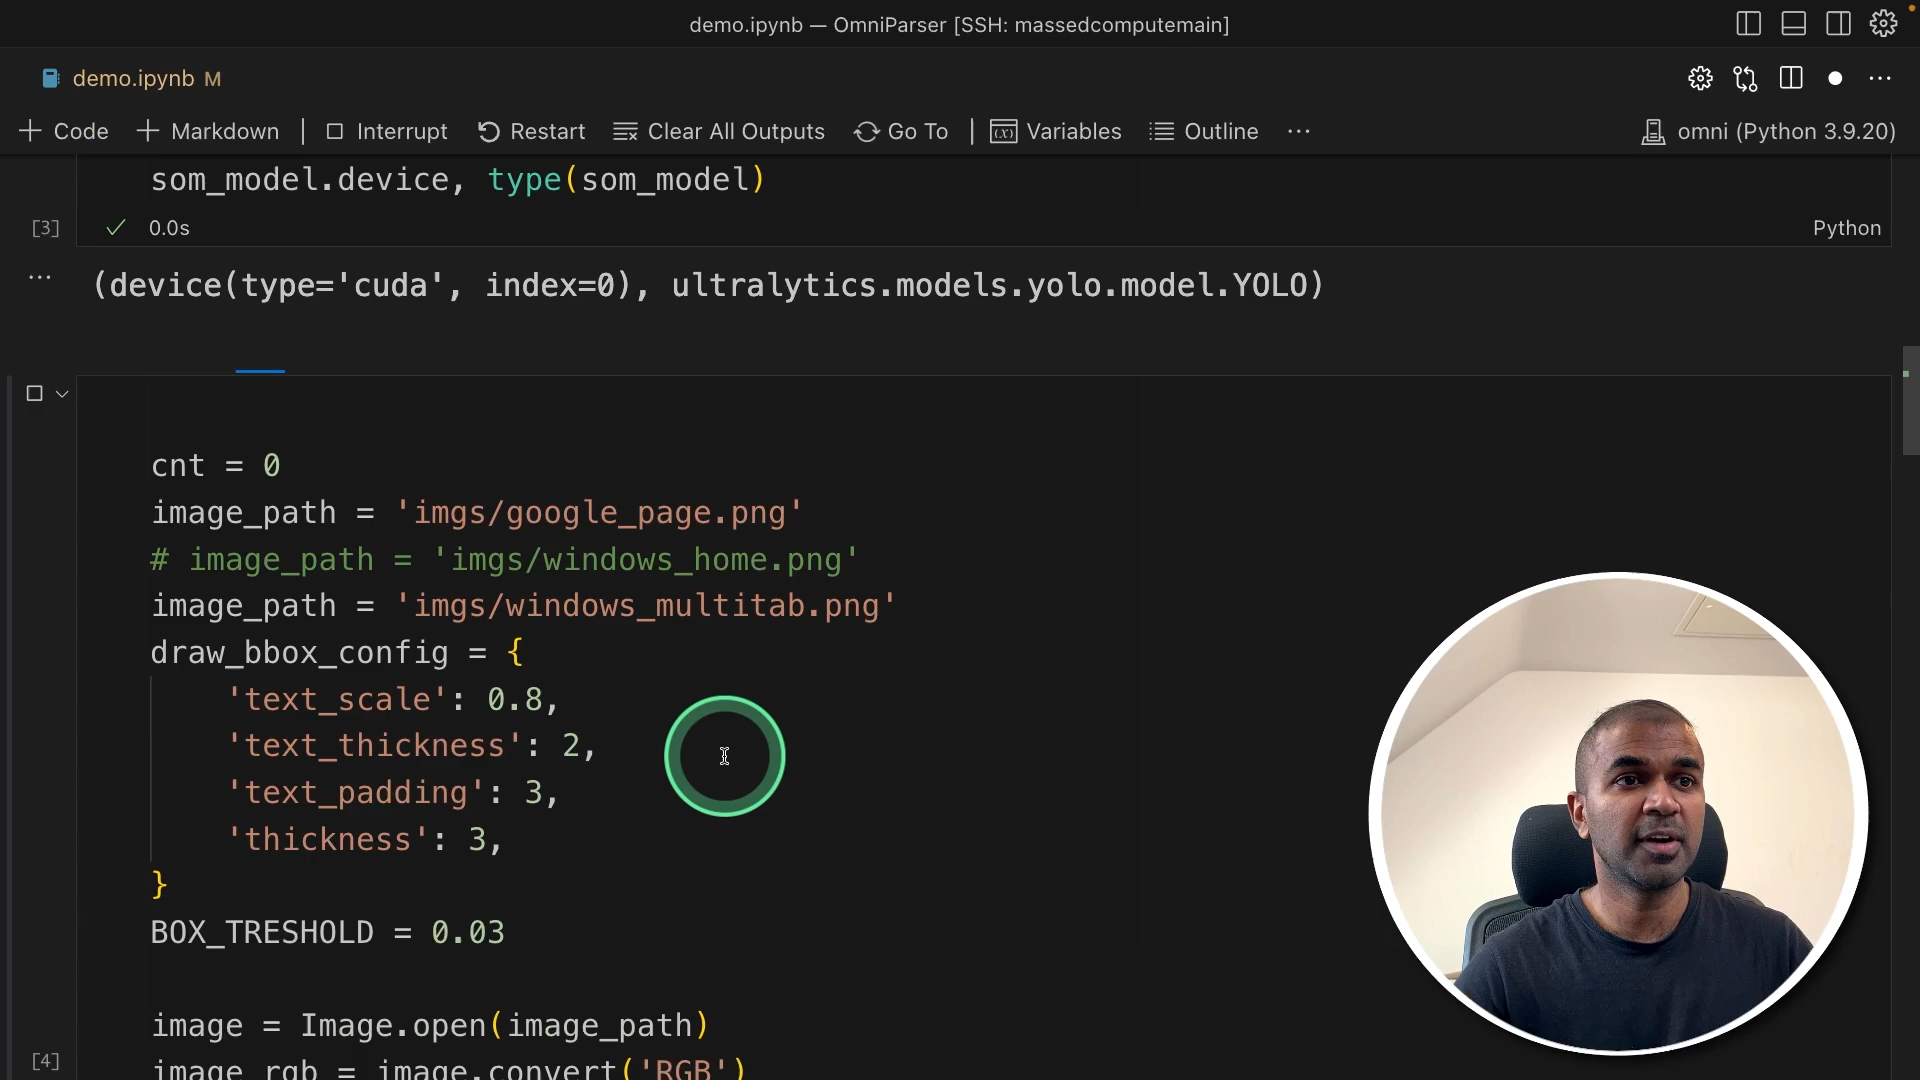 demo.ipynb — OmniParser [SSH: massedcomputemain]
demo.ipynb M
Code Markdown Interrupt Restart Clear All Outputs Go To (x) Variables Outline ... omni (Python 3.9.20)
som_model.device, type(som_model)
[3] 0.0s Python
... (device(type='cuda', index=0), ultralytics.models.yolo.model.YOLO)
cnt = 0
image_path = 'imgs/google_page.png'
# image_path = 'imgs/windows_home.png'
image_path = 'imgs/windows_multitab.png'
draw_bbox_config = {
'text_scale': 0.8,
'text_thickness': 2,
'text_padding': 3,
'thickness': 3,
}
BOX_TRESHOLD = 0.03
image = Image.open(image_path)
[4]
image_rgb = image.convert('RGB')